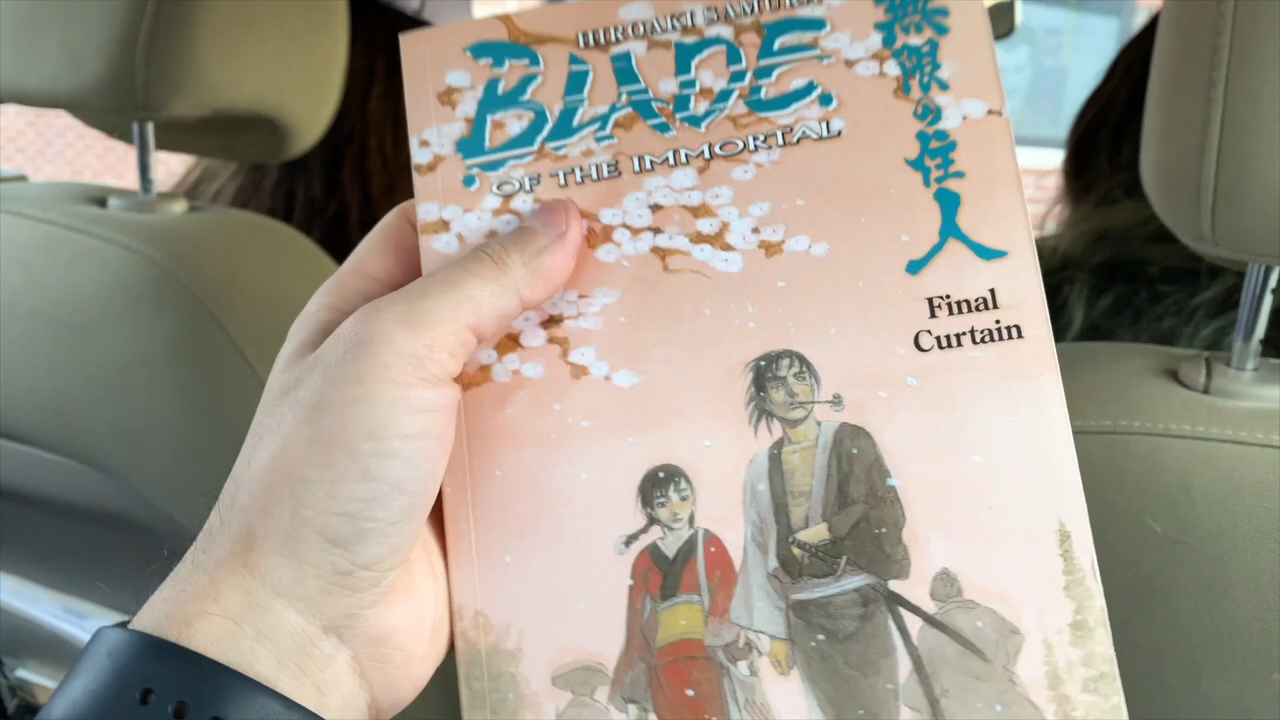 HIROAKI SAMURA
BLADE
OF THE IMMORTAL
無限の住人
Final
Curtain